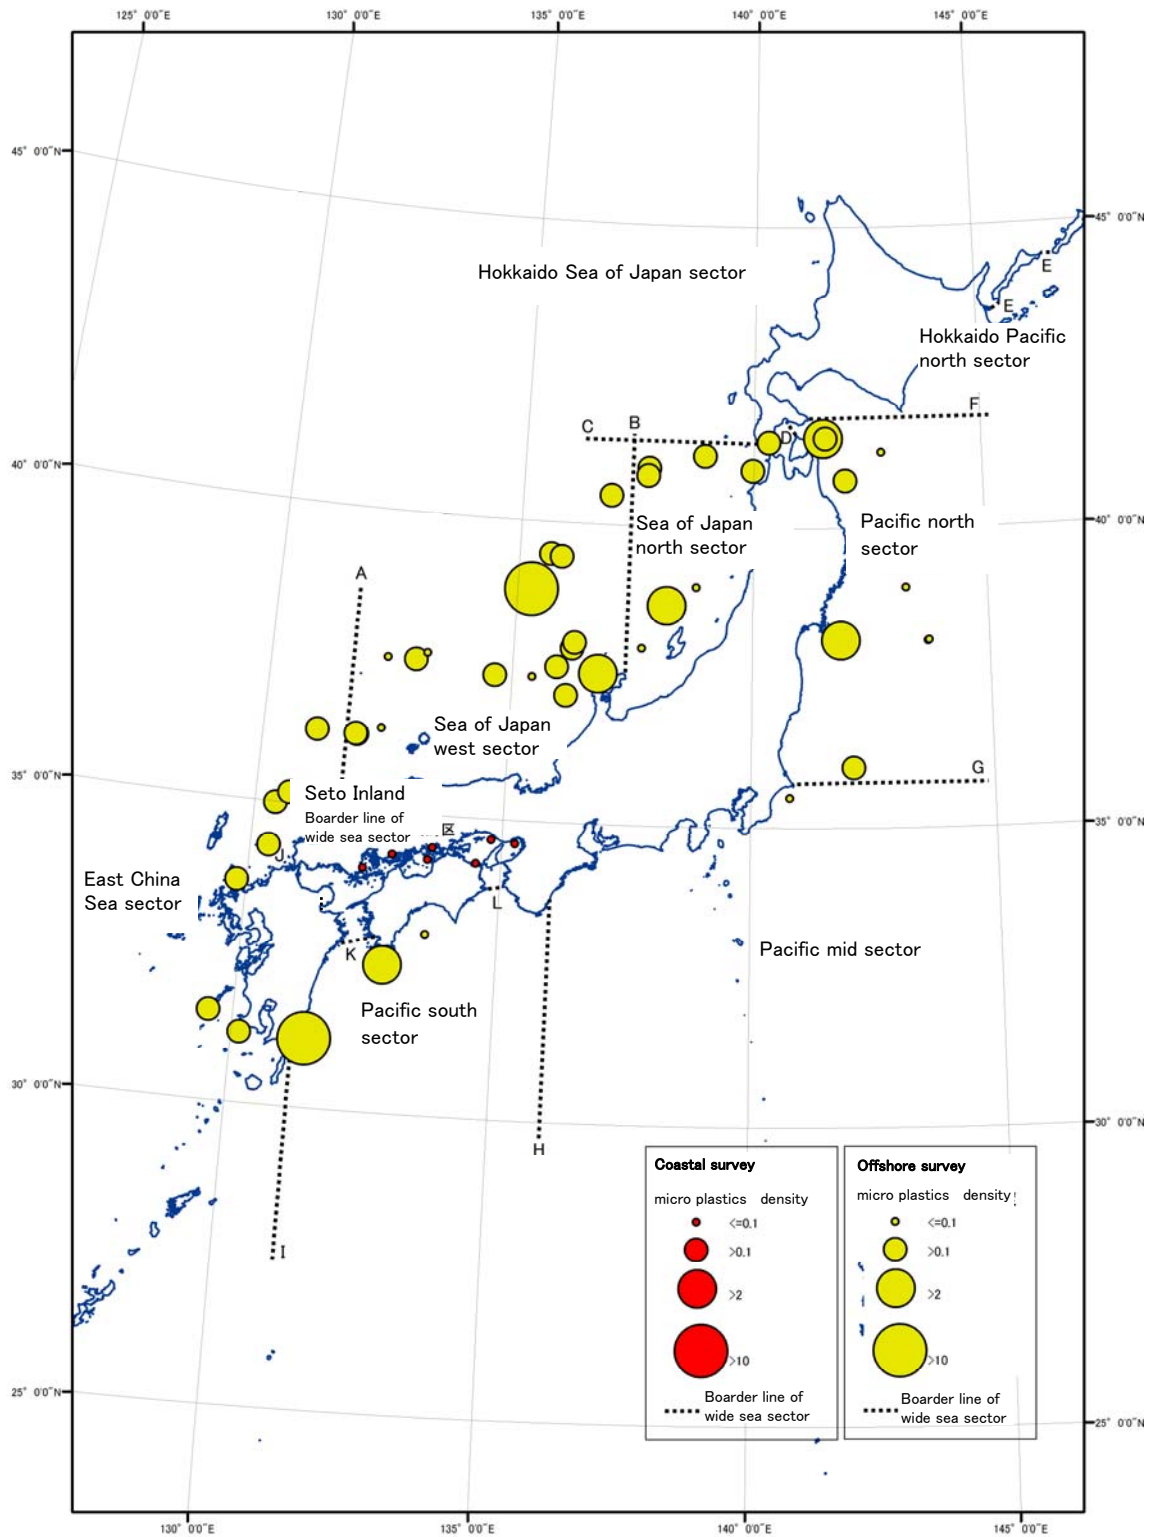 125° 0'0"E
130° 0'0"E
135° 0'0"E
140° 0'0"E
145° 0'0"E
45° 0'0"N
45° 0'0"N
E
Hokkaido Sea of Japan sector
E
Hokkaido Pacific
north sector
F
C
B
D
40° 0'0"N
40° 0'0"N
Sea of Japan
north sector
Pacific north
sector
A
Sea of Japan
west sector
G
35° 0'0"N
35° 0'0"N
Seto Inland
Boarder line of
wide sea sector
区
J
East China
Sea sector
L
K
Pacific mid sector
Pacific south
sector
30° 0'0"N
30° 0'0"N
H
I
Coastal survey
micro plastics density
<=0.1
>0.1
>2
>10
Boarder line of
wide sea sector
Offshore survey
micro plastics density
<=0.1
>0.1
>2
>10
Boarder line of
wide sea sector
25° 0'0"N
25° 0'0"N
130° 0'0"E
135° 0'0"E
140° 0'0"E
145° 0'0"E